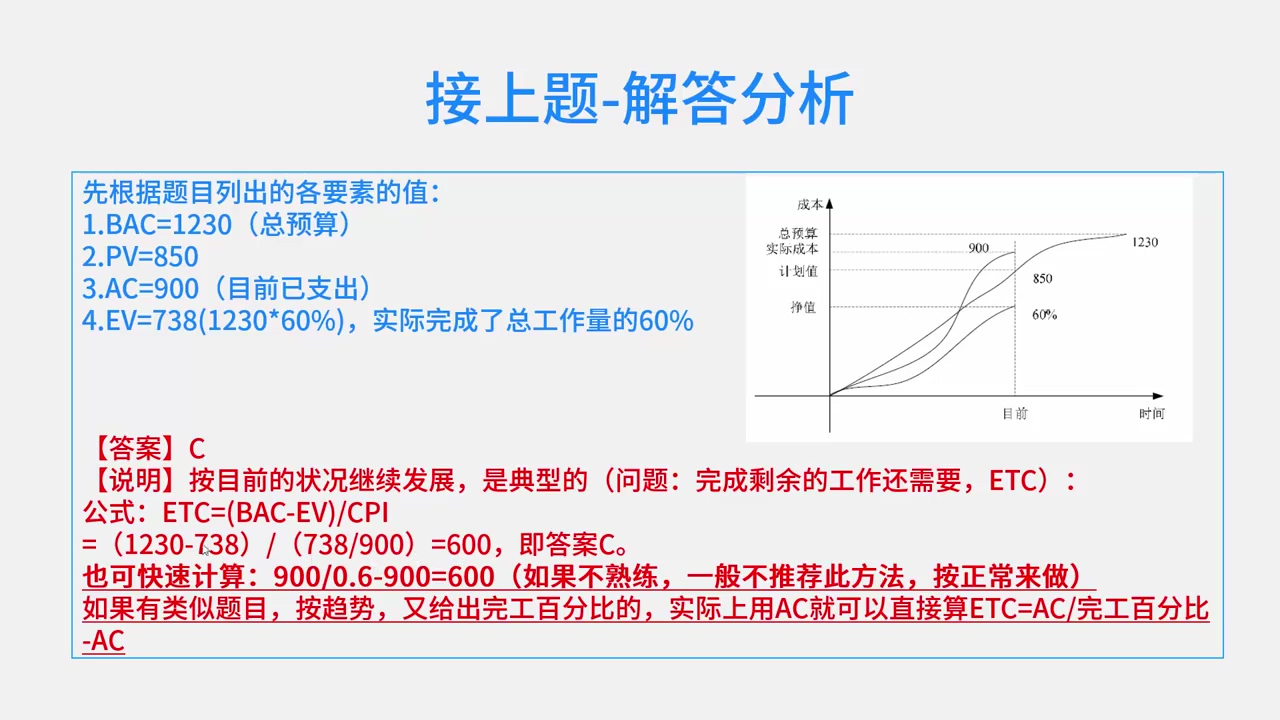 接上题-解答分析
先根据题目列出的各要素的值：
1.BAC=1230（总预算）
2.PV=850
3.AC=900（目前已支出）
4.EV=738(1230*60%)，实际完成了总工作量的60%
成本
总预算
实际成本
计划值
挣值
900
1230
850
60%
目前
时间
【答案】C
【说明】按目前的状况继续发展，是典型的（问题：完成剩余的工作还需要，ETC）：
公式：ETC=(BAC-EV)/CPI
=（1230-738）/（738/900）=600，即答案C。
也可快速计算：900/0.6-900=600（如果不熟练，一般不推荐此方法，按正常来做）
如果有类似题目，按趋势，又给出完工百分比的，实际上用AC就可以直接算ETC=AC/完工百分比
-AC